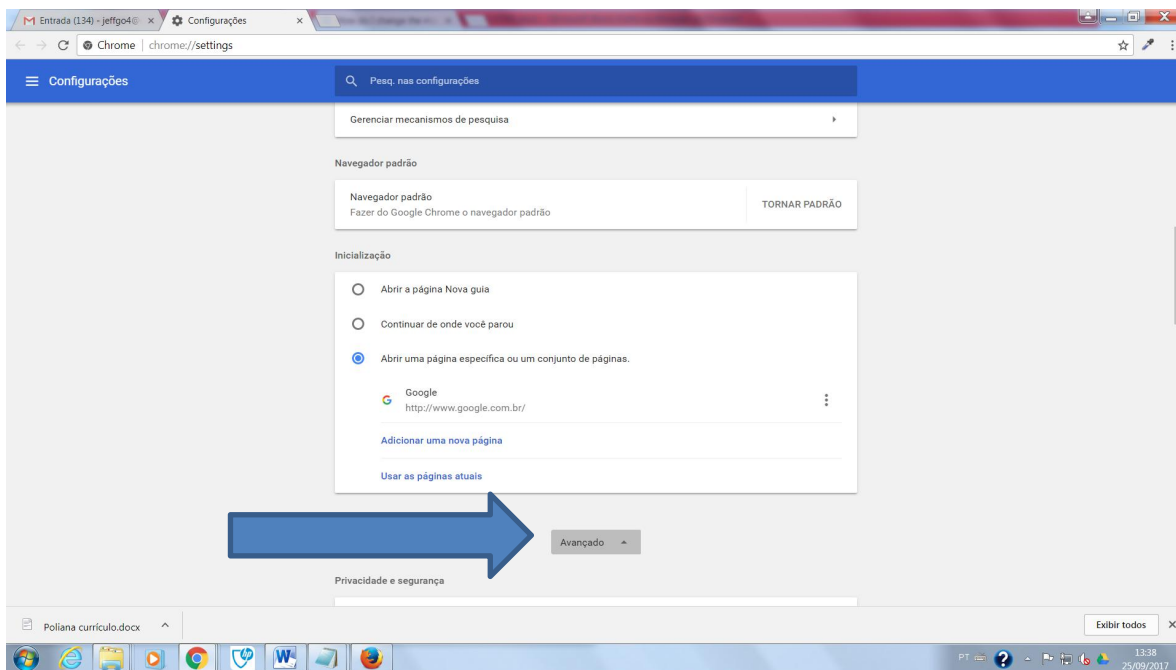 Entrada (134) - jeffgo4@
Configurações
Chrome | chrome://settings
Configurações
Pesq. nas configurações
Gerenciar mecanismos de pesquisa
Navegador padrão
Navegador padrão
Fazer do Google Chrome o navegador padrão
TORNAR PADRÃO
Inicialização
Abrir a página Nova guia
Continuar de onde você parou
Abrir uma página específica ou um conjunto de páginas.
Google
http://www.google.com.br/
Adicionar uma nova página
Usar as páginas atuais
Avançado
Privacidade e segurança
Poliana currículo.docx
Exibir todos
PT
13:38
25/09/2017